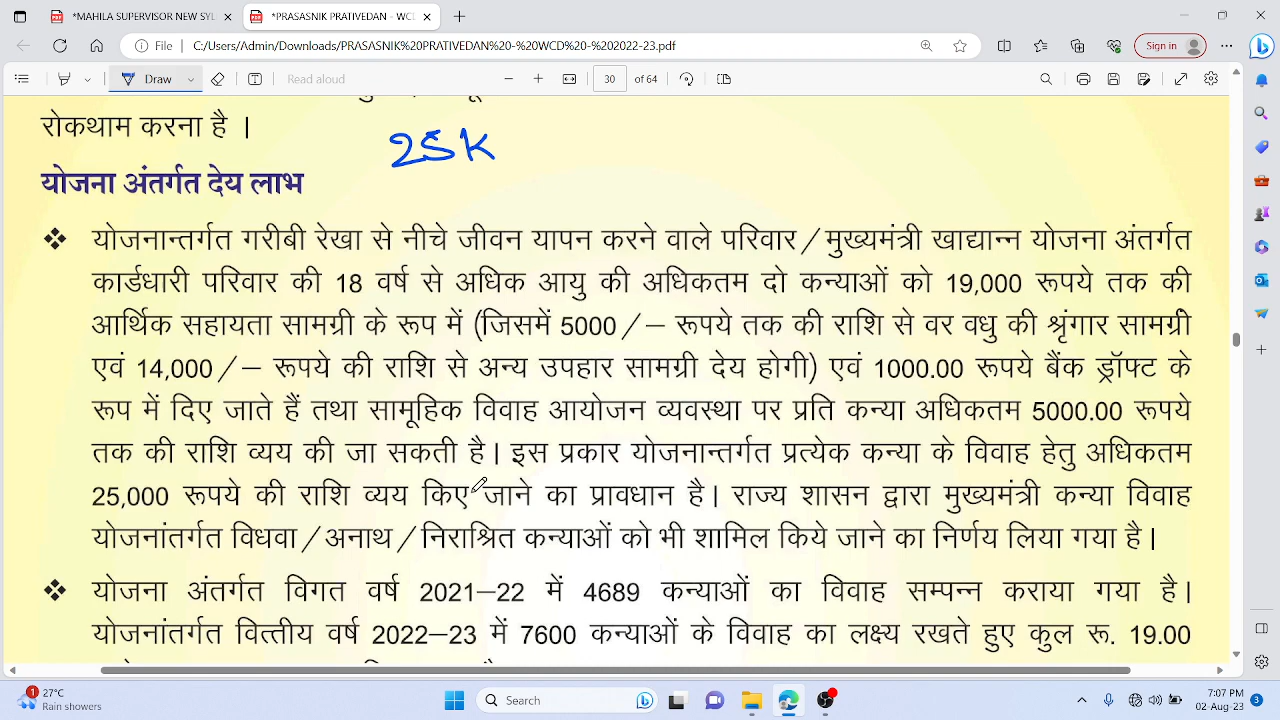 *MAHILA SUPERVISOR NEW SYL
*PRASASNIK PRATIVEDAN - WCD
File
C:/Users/Admin/Downloads/PRASASNIK%20PRATIVEDAN%20-%20WCD%20-%202022-23.pdf
Sign in
Draw
Read aloud
30 of 64
रोकथाम करना है ।
25K
योजना अंतर्गत देय लाभ
❖ योजनान्तर्गत गरीबी रेखा से नीचे जीवन यापन करने वाले परिवार/मुख्यमंत्री खाद्यान्न योजना अंतर्गत
कार्डधारी परिवार की 18 वर्ष से अधिक आयु की अधिकतम दो कन्याओं को 19,000 रूपये तक की
आर्थिक सहायता सामग्री के रूप में (जिसमें 5000/– रूपये तक की राशि से वर वधु की श्रृंगार सामग्री
एवं 14,000/– रूपये की राशि से अन्य उपहार सामग्री देय होगी) एवं 1000.00 रूपये बैंक ड्रॉफ्ट के
रूप में दिए जाते हैं तथा सामूहिक विवाह आयोजन व्यवस्था पर प्रति कन्या अधिकतम 5000.00 रूपये
तक की राशि व्यय की जा सकती है। इस प्रकार योजनान्तर्गत प्रत्येक कन्या के विवाह हेतु अधिकतम
25,000 रूपये की राशि व्यय किए जाने का प्रावधान है। राज्य शासन द्वारा मुख्यमंत्री कन्या विवाह
योजनांतर्गत विधवा/अनाथ/निराश्रित कन्याओं को भी शामिल किये जाने का निर्णय लिया गया है।
❖ योजना अंतर्गत विगत वर्ष 2021–22 में 4689 कन्याओं का विवाह सम्पन्न कराया गया है।
योजनांतर्गत वित्तीय वर्ष 2022–23 में 7600 कन्याओं के विवाह का लक्ष्य रखते हुए कुल रू. 19.00
1
27°C
Rain showers
Search
7:07 PM
02-Aug-23
3